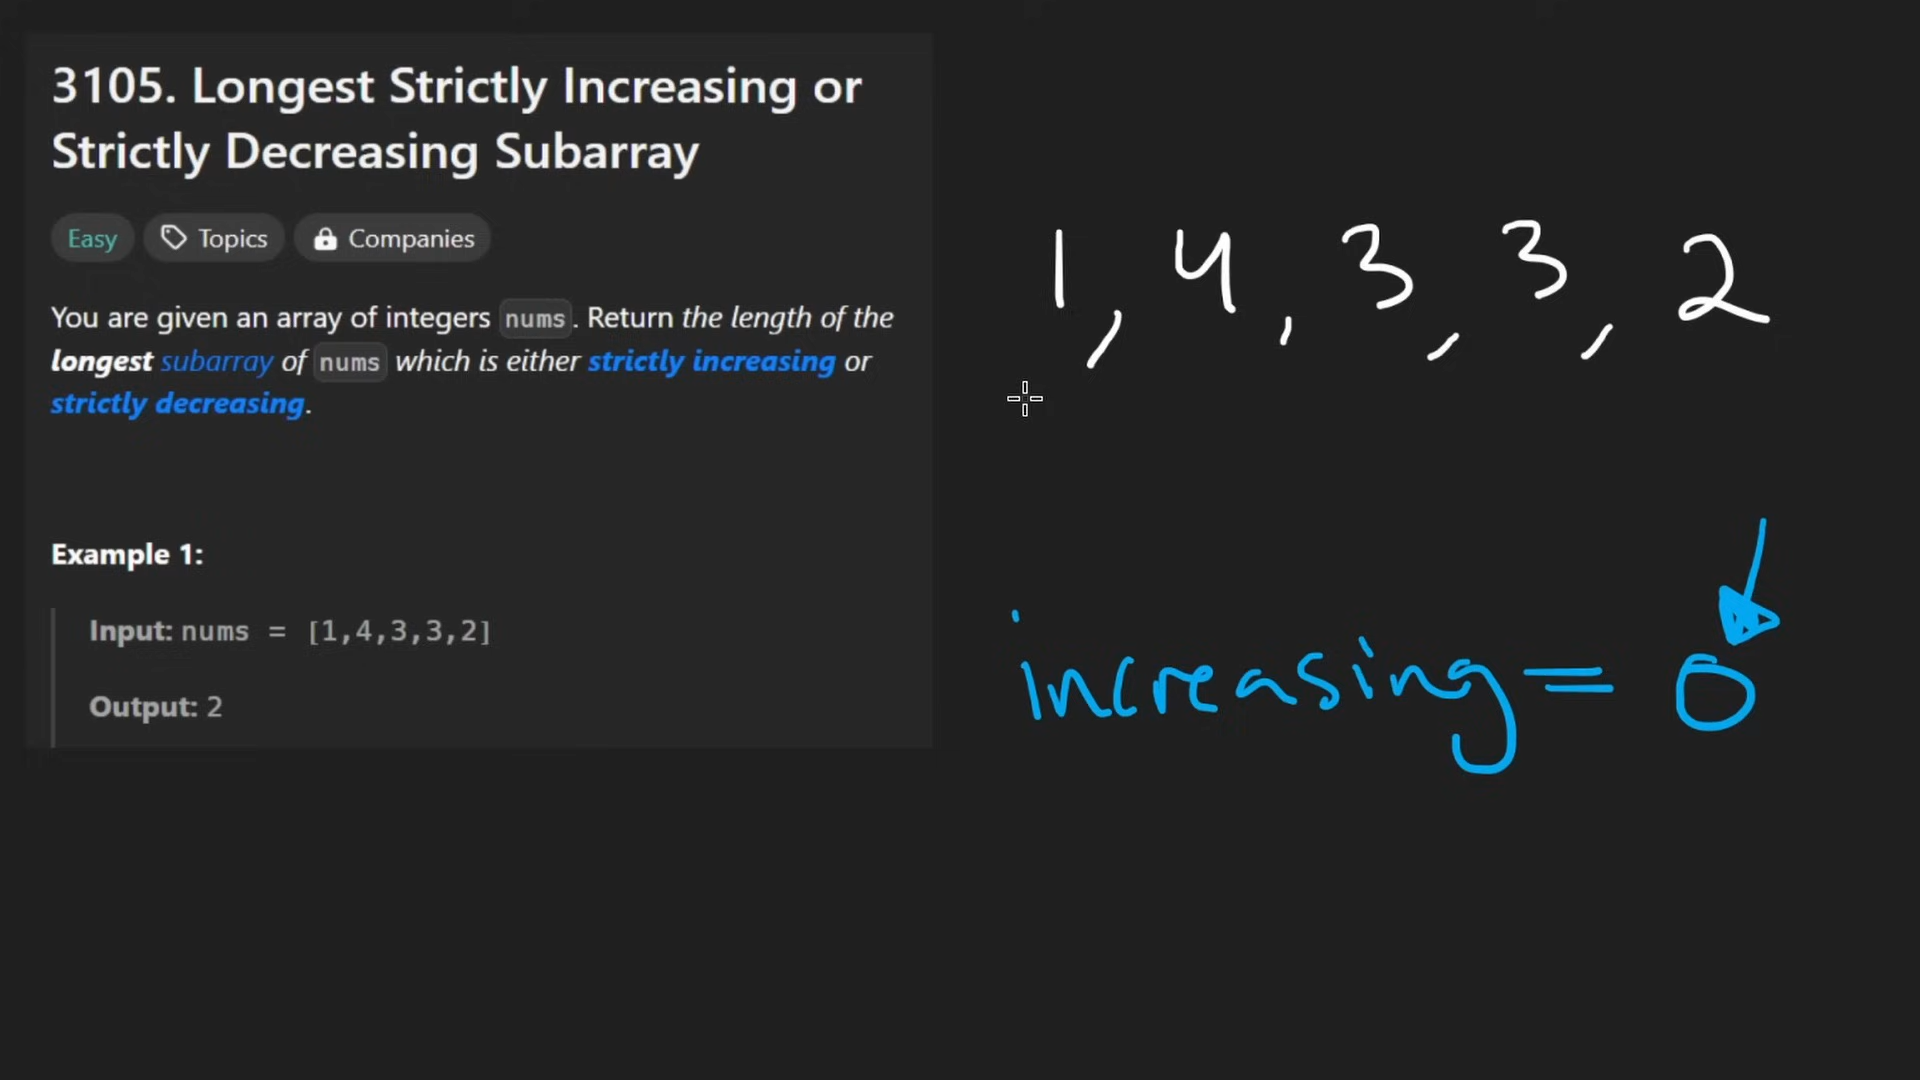 3105. Longest Strictly Increasing or
Strictly Decreasing Subarray
Easy Topics Companies
You are given an array of integers nums. Return the length of the
longest subarray of nums which is either strictly increasing or
strictly decreasing.
Example 1:
Input: nums = [1,4,3,3,2]
Output: 2
1, 4, 3, 3, 2
increasing = 0